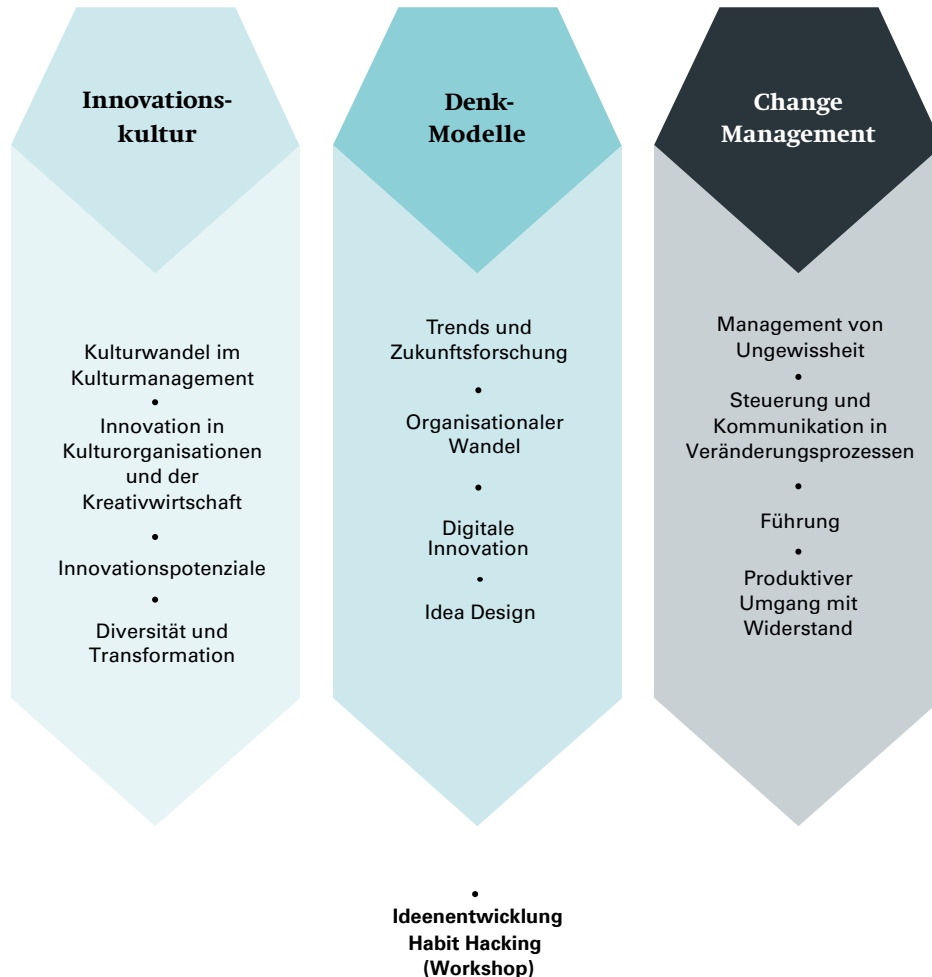 Innovations-
kultur
Kulturwandel im
Kulturmanagement
•
Innovation in
Kulturorganisationen
und der
Kreativwirtschaft
•
Innovationspotenziale
•
Diversität und
Transformation
Denk-
Modelle
Trends und
Zukunftsforschung
•
Organisationaler
Wandel
•
Digitale
Innovation
•
Idea Design
Change
Management
Management von
Ungewissheit
•
Steuerung und
Kommunikation in
Veränderungsprozessen
•
Führung
•
Produktiver
Umgang mit
Widerstand
•
Ideenentwicklung
Habit Hacking
(Workshop)